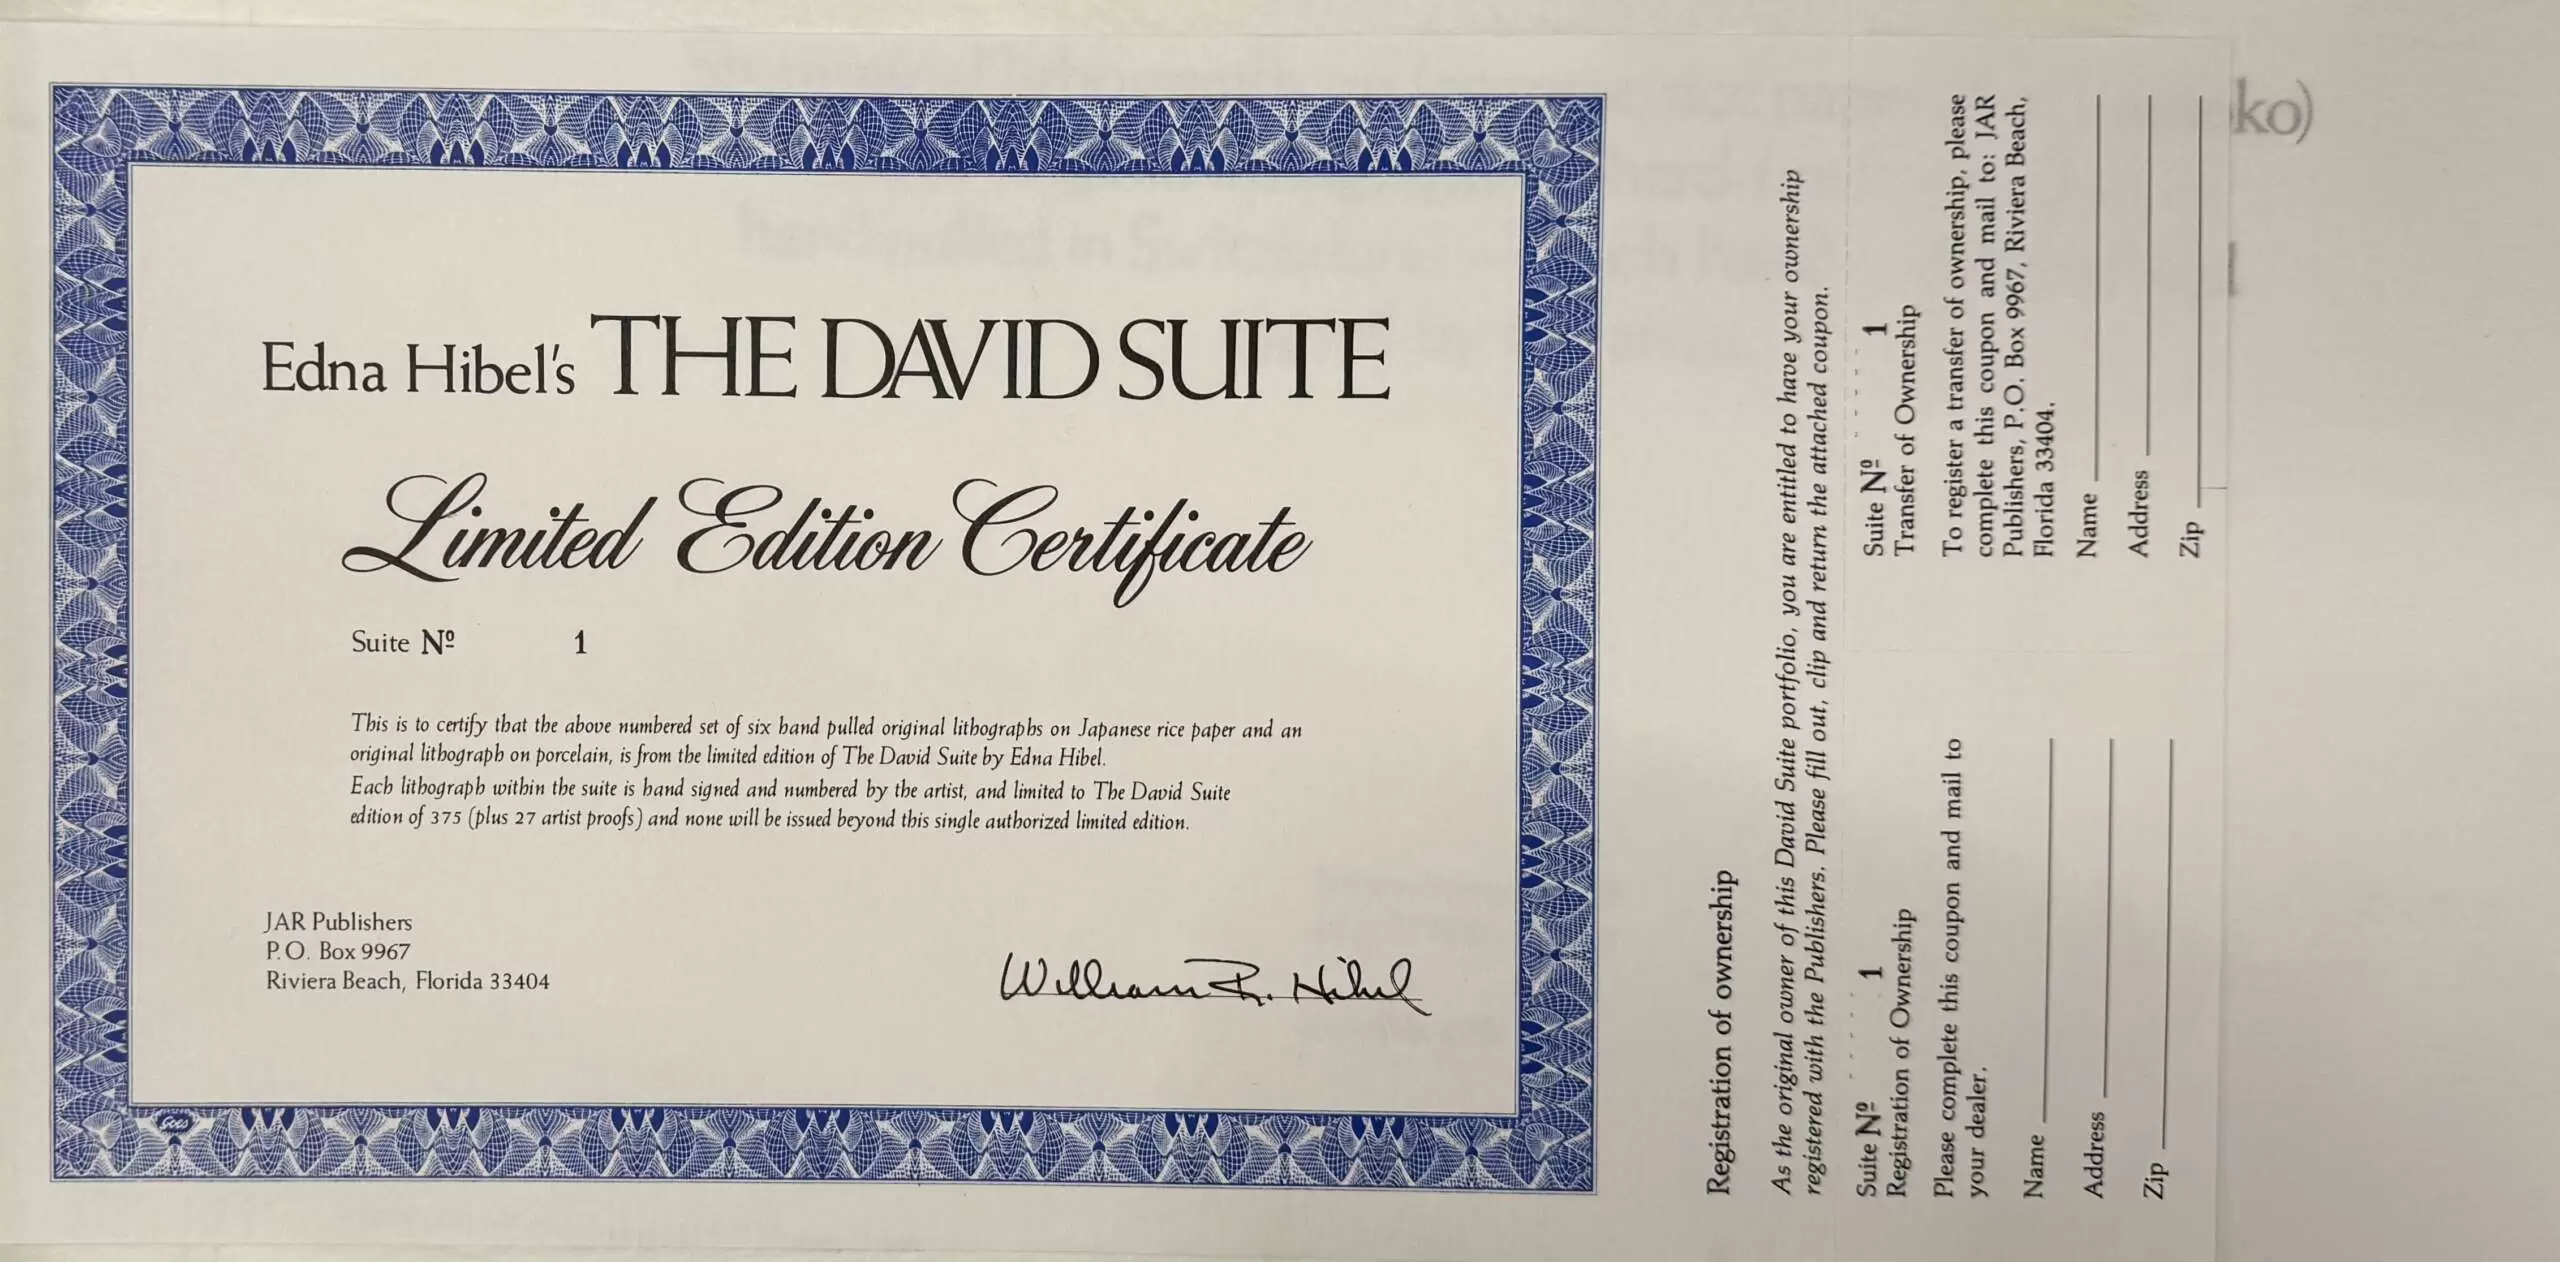 Edna Hibel's THE DAVID SUITE
Limited Edition Certificate
Suite Nº 1
This is to certify that the above numbered set of six hand pulled original lithographs on Japanese rice paper and an
original lithograph on porcelain, is from the limited edition of The David Suite by Edna Hibel.
Each lithograph within the suite is hand signed and numbered by the artist, and limited to The David Suite
edition of 375 (plus 27 artist proofs) and none will be issued beyond this single authorized limited edition.
JAR Publishers
P.O. Box 9967
Riviera Beach, Florida 33404
William R. Hibel
Goes
Registration of ownership
As the original owner of this David Suite portfolio, you are entitled to have your ownership
registered with the Publishers. Please fill out, clip and return the attached coupon.
Suite Nº 1
Registration of Ownership
Please complete this coupon and mail to
your dealer.
Name
Address
Zip
Suite Nº 1
Transfer of Ownership
To register a transfer of ownership, please
complete this coupon and mail to: JAR
Publishers, P.O. Box 9967, Riviera Beach,
Florida 33404.
Name
Address
Zip
ko)